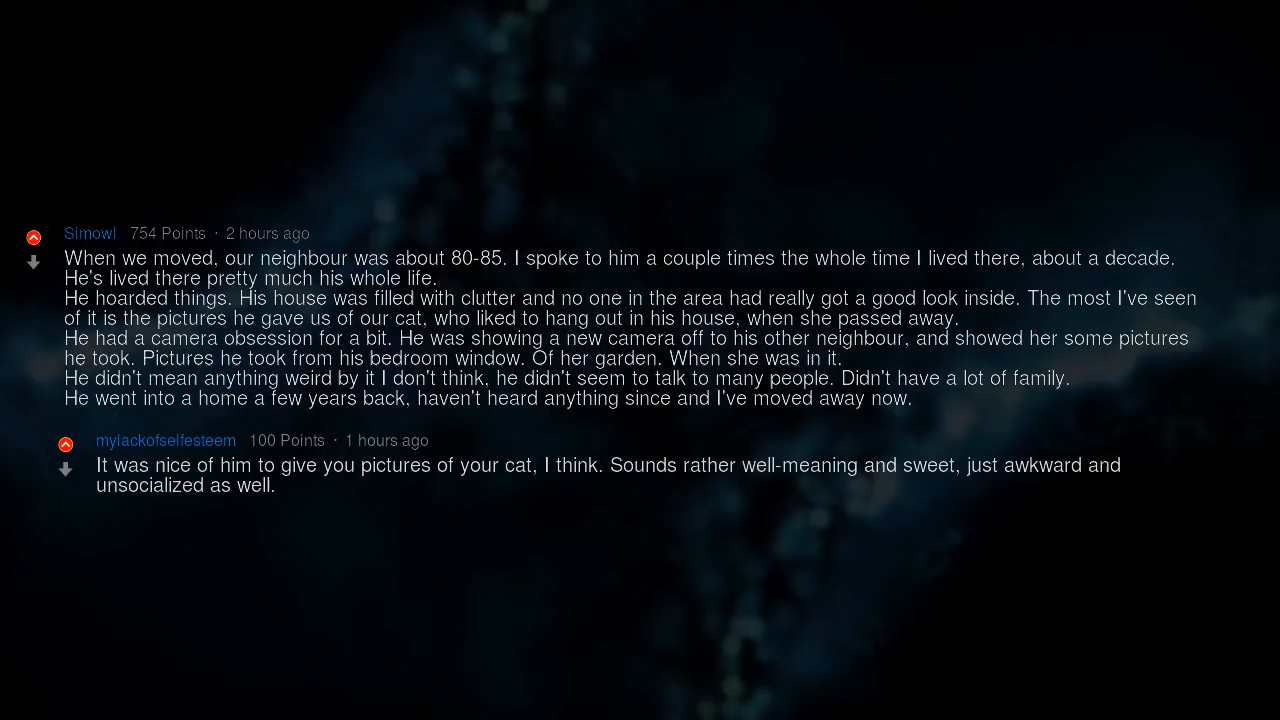 Simowl 754 Points · 2 hours ago
When we moved, our neighbour was about 80-85. I spoke to him a couple times the whole time I lived there, about a decade.
He's lived there pretty much his whole life.
He hoarded things. His house was filled with clutter and no one in the area had really got a good look inside. The most I've seen
of it is the pictures he gave us of our cat, who liked to hang out in his house, when she passed away.
He had a camera obsession for a bit. He was showing a new camera off to his other neighbour, and showed her some pictures
he took. Pictures he took from his bedroom window. Of her garden. When she was in it.
He didn't mean anything weird by it I don't think, he didn't seem to talk to many people. Didn't have a lot of family.
He went into a home a few years back, haven't heard anything since and I've moved away now.
mylackofselfesteem 100 Points · 1 hours ago
It was nice of him to give you pictures of your cat, I think. Sounds rather well-meaning and sweet, just awkward and
unsocialized as well.